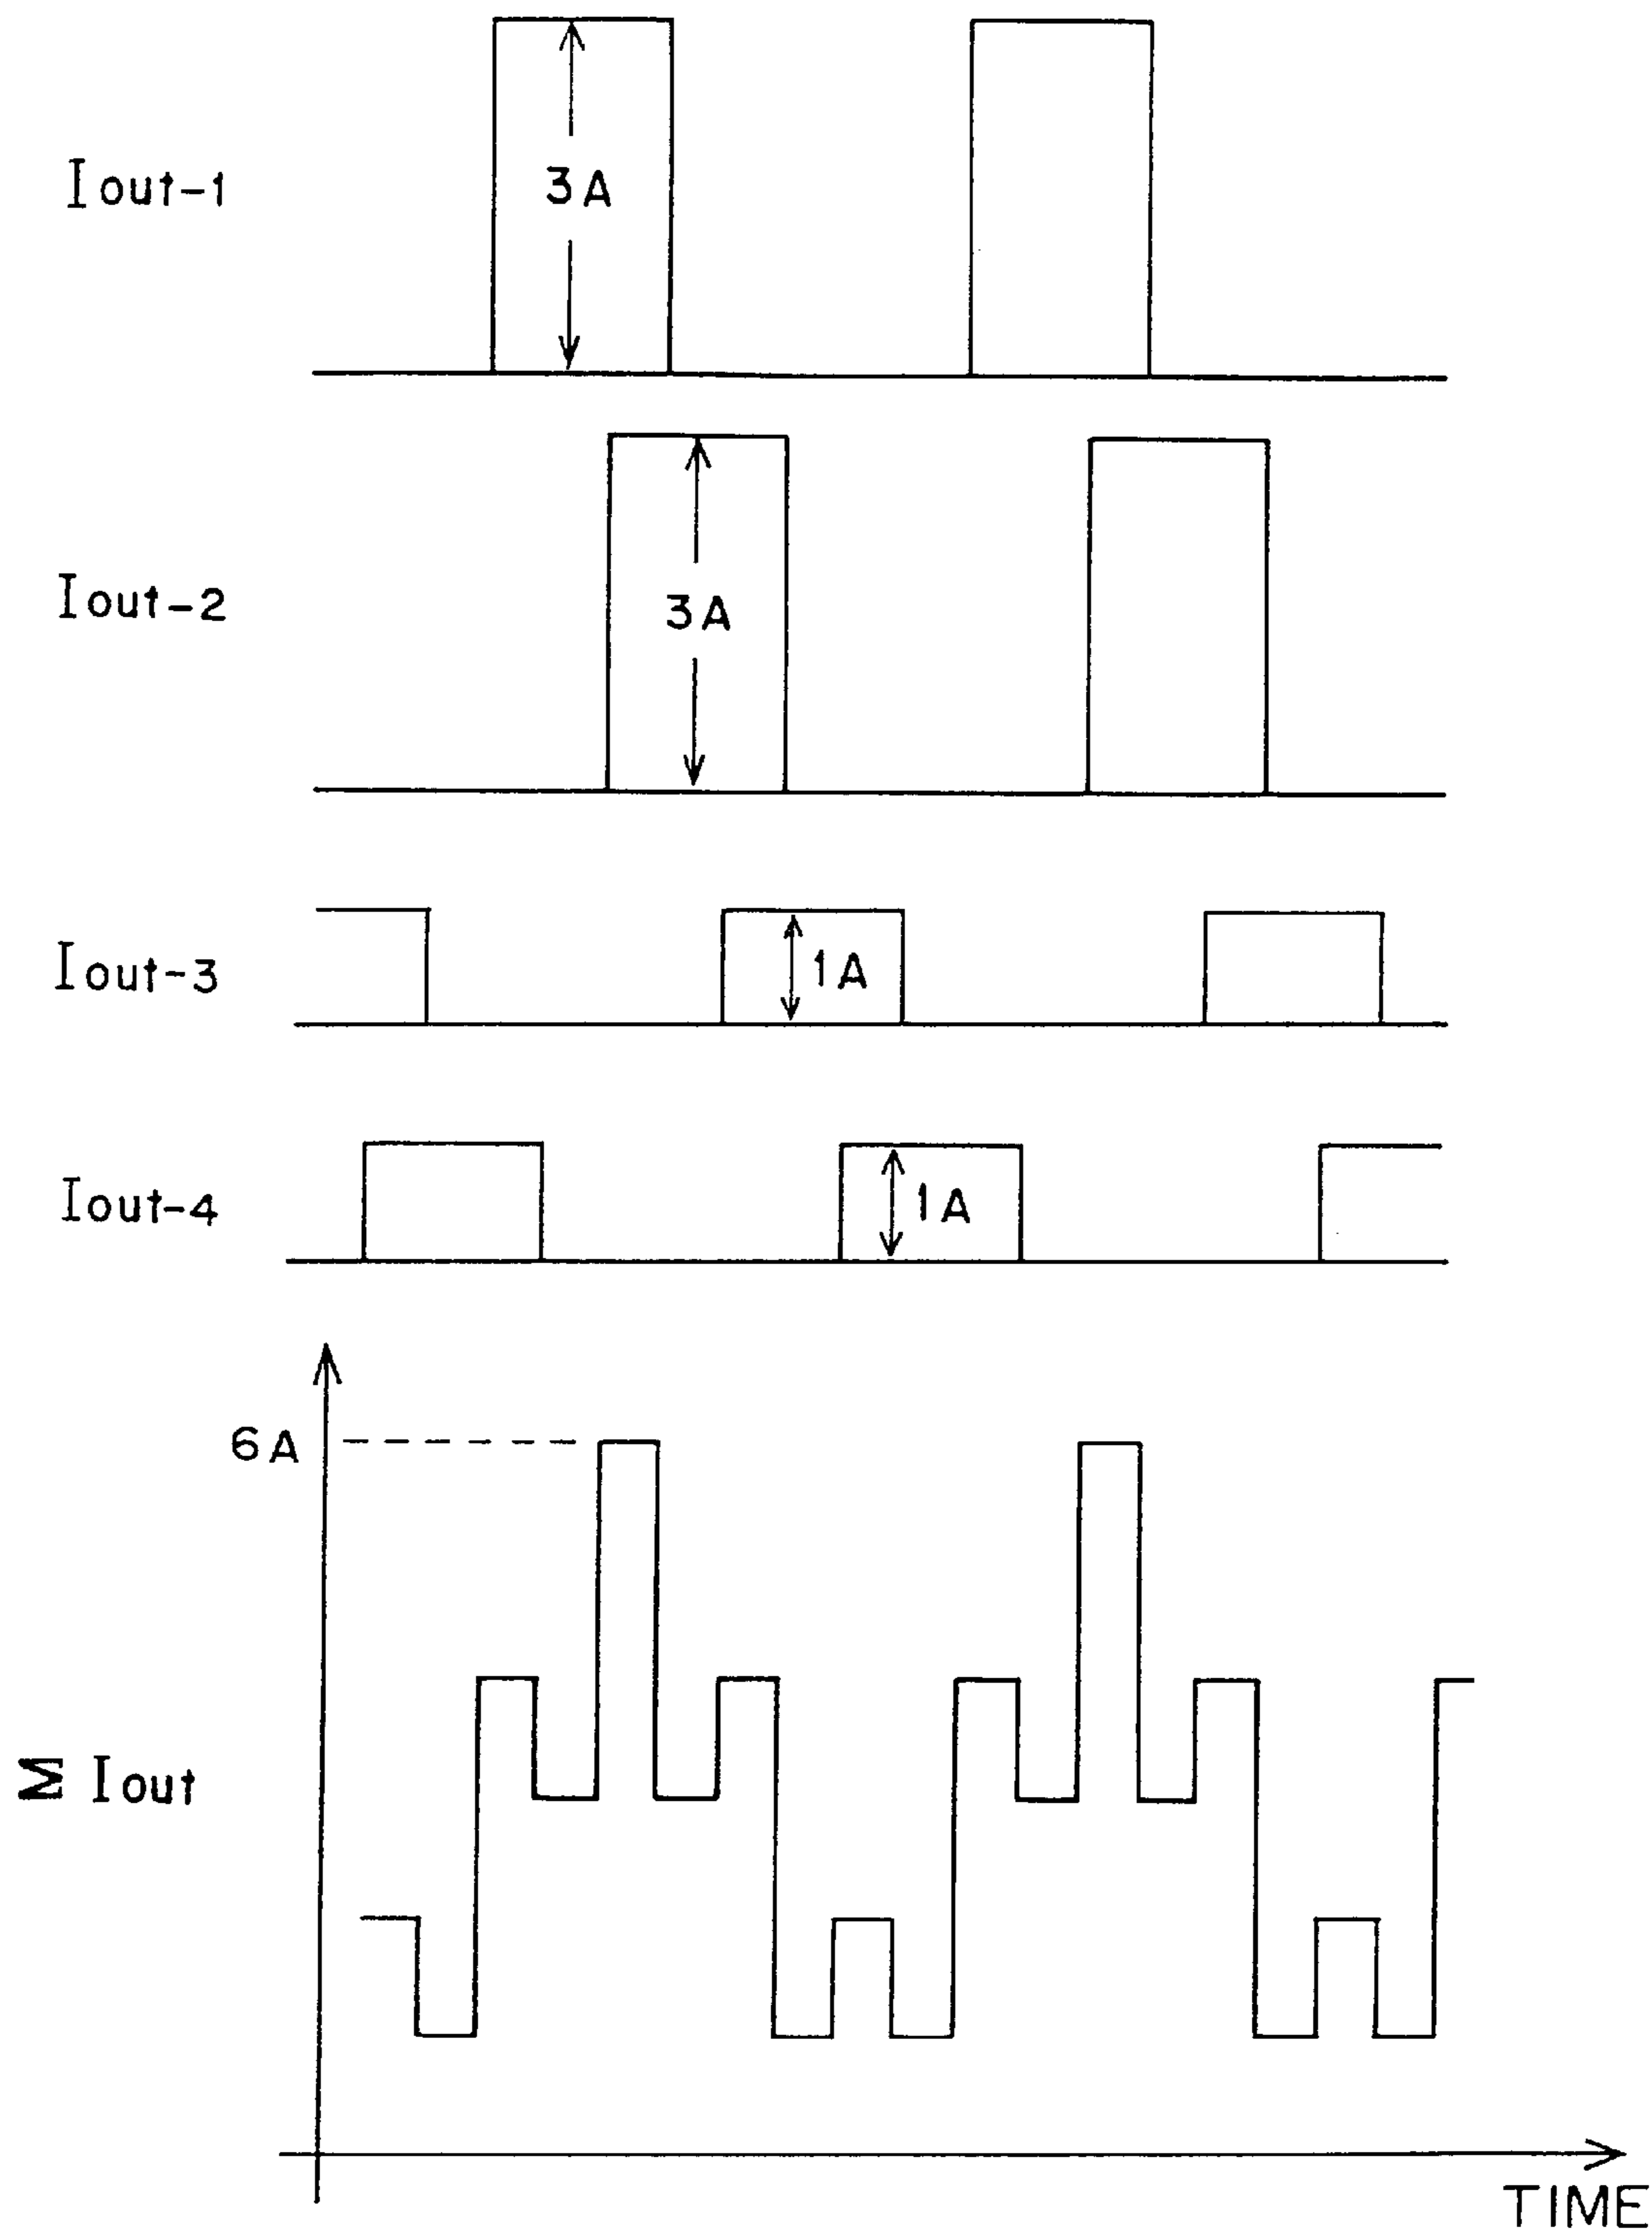 Iout-1
3A
Iout-2
3A
Iout-3
1A
Iout-4
1A
6A
Σ Iout
TIME